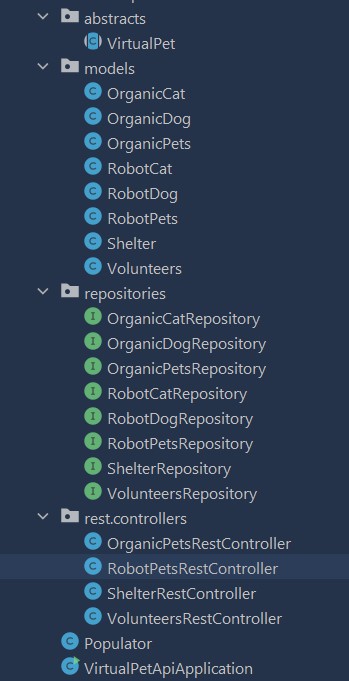 abstracts
VirtualPet
models
OrganicCat
OrganicDog
OrganicPets
RobotCat
RobotDog
RobotPets
Shelter
Volunteers
repositories
OrganicCatRepository
OrganicDogRepository
OrganicPetsRepository
RobotCatRepository
RobotDogRepository
RobotPetsRepository
ShelterRepository
VolunteersRepository
rest.controllers
OrganicPetsRestController
RobotPetsRestController
ShelterRestController
VolunteersRestController
Populator
VirtualPetApiApplication